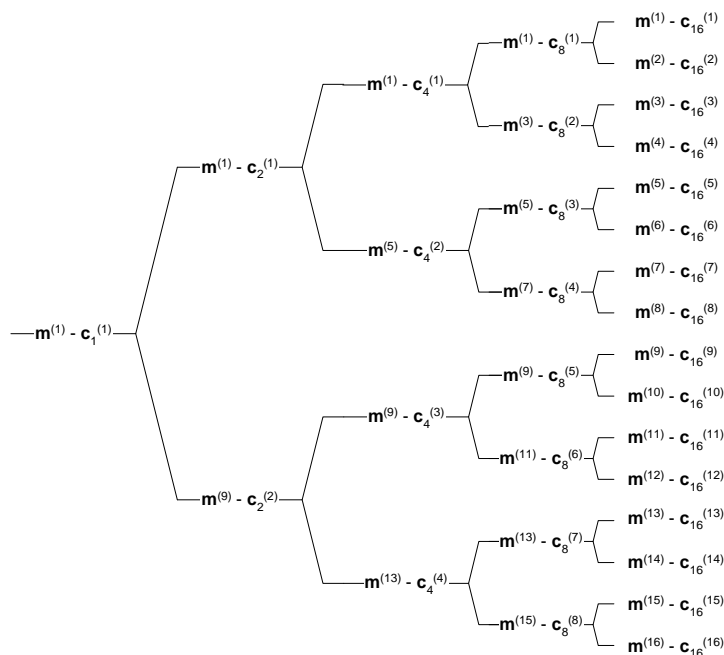 m(1) - c16(1)
m(1) - c8(1)
m(2) - c16(2)
m(1) - c4(1)
m(3) - c16(3)
m(3) - c8(2)
m(4) - c16(4)
m(1) - c2(1)
m(5) - c16(5)
m(5) - c8(3)
m(6) - c16(6)
m(5) - c4(2)
m(7) - c16(7)
m(7) - c8(4)
m(8) - c16(8)
m(1) - c1(1)
m(9) - c16(9)
m(9) - c8(5)
m(10) - c16(10)
m(9) - c4(3)
m(11) - c16(11)
m(11) - c8(6)
m(12) - c16(12)
m(9) - c2(2)
m(13) - c16(13)
m(13) - c8(7)
m(14) - c16(14)
m(13) - c4(4)
m(15) - c16(15)
m(15) - c8(8)
m(16) - c16(16)